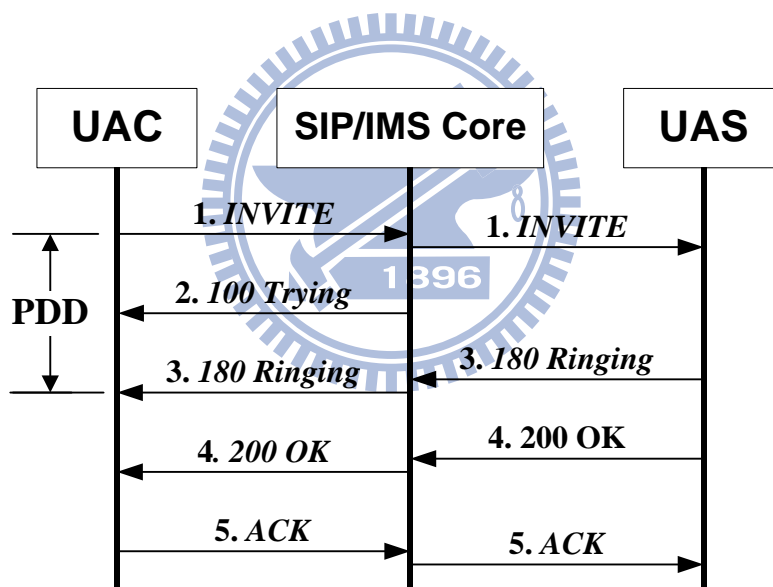 UAC
SIP/IMS Core
UAS
1. INVITE
1. INVITE
1896
2. 100 Trying
PDD
3. 180 Ringing
3. 180 Ringing
4. 200 OK
4. 200 OK
5. ACK
5. ACK